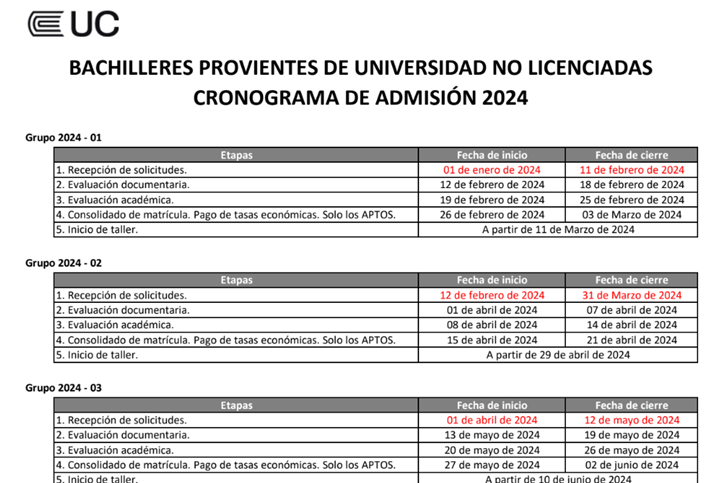 UC
BACHILLERES PROVIENTES DE UNIVERSIDAD NO LICENCIADAS
CRONOGRAMA DE ADMISIÓN 2024
Grupo 2024 - 01
Etapas Fecha de inicio Fecha de cierre
1. Recepción de solicitudes. 01 de enero de 2024 11 de febrero de 2024
2. Evaluación documentaria. 12 de febrero de 2024 18 de febrero de 2024
3. Evaluación académica. 19 de febrero de 2024 25 de febrero de 2024
4. Consolidado de matrícula. Pago de tasas económicas. Solo los APTOS. 26 de febrero de 2024 03 de Marzo de 2024
5. Inicio de taller. A partir de 11 de Marzo de 2024
Grupo 2024 - 02
Etapas Fecha de inicio Fecha de cierre
1. Recepción de solicitudes. 12 de febrero de 2024 31 de Marzo de 2024
2. Evaluación documentaria. 01 de abril de 2024 07 de abril de 2024
3. Evaluación académica. 08 de abril de 2024 14 de abril de 2024
4. Consolidado de matrícula. Pago de tasas económicas. Solo los APTOS. 15 de abril de 2024 21 de abril de 2024
5. Inicio de taller. A partir de 29 de abril de 2024
Grupo 2024 - 03
Etapas Fecha de inicio Fecha de cierre
1. Recepción de solicitudes. 01 de abril de 2024 12 de mayo de 2024
2. Evaluación documentaria. 13 de mayo de 2024 19 de mayo de 2024
3. Evaluación académica. 20 de mayo de 2024 26 de mayo de 2024
4. Consolidado de matrícula. Pago de tasas económicas. Solo los APTOS. 27 de mayo de 2024 02 de junio de 2024
5. Inicio de taller. A partir de 10 de junio de 2024